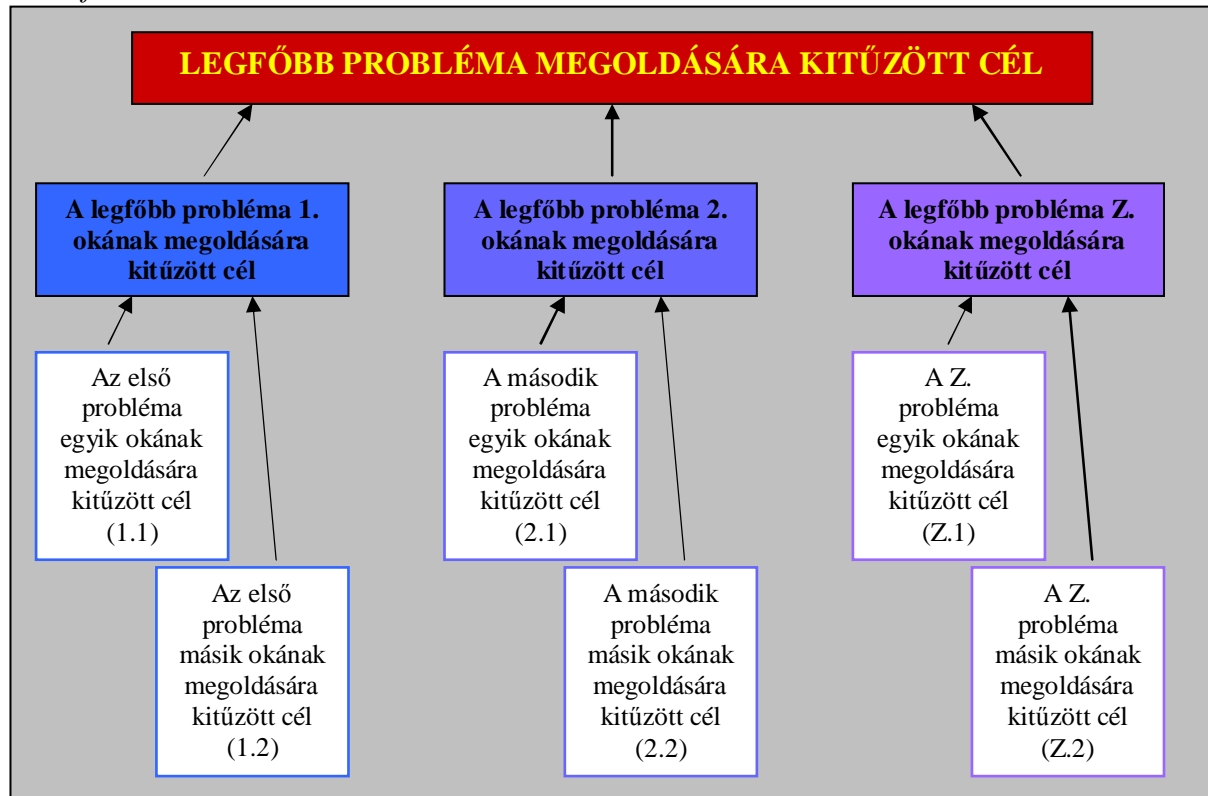 LEGFŐBB PROBLÉMA MEGOLDÁSÁRA KITŰZÖTT CÉL
A legfőbb probléma 1.
okának megoldására
kitűzött cél
A legfőbb probléma 2.
okának megoldására
kitűzött cél
A legfőbb probléma Z.
okának megoldására
kitűzött cél
Az első
probléma
egyik okának
megoldására
kitűzött cél
(1.1)
A második
probléma
egyik okának
megoldására
kitűzött cél
(2.1)
A Z.
probléma
egyik okának
megoldására
kitűzött cél
(Z.1)
Az első
probléma
másik okának
megoldására
kitűzött cél
(1.2)
A második
probléma
másik okának
megoldására
kitűzött cél
(2.2)
A Z.
probléma
másik okának
megoldására
kitűzött cél
(Z.2)